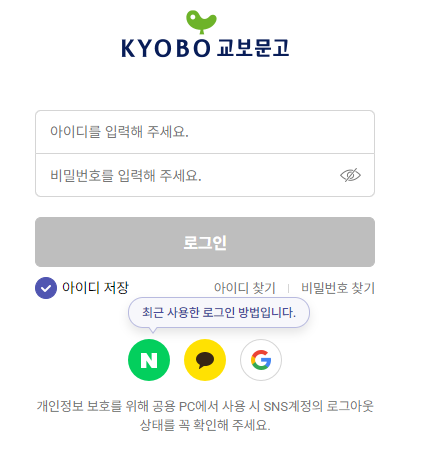 KYOBO 교보문고
아이디를 입력해 주세요.
비밀번호를 입력해 주세요.
로그인
아이디 저장
아이디 찾기 | 비밀번호 찾기
최근 사용한 로그인 방법입니다.
N
G
개인정보 보호를 위해 공용 PC에서 사용 시 SNS계정의 로그아웃
상태를 꼭 확인해 주세요.